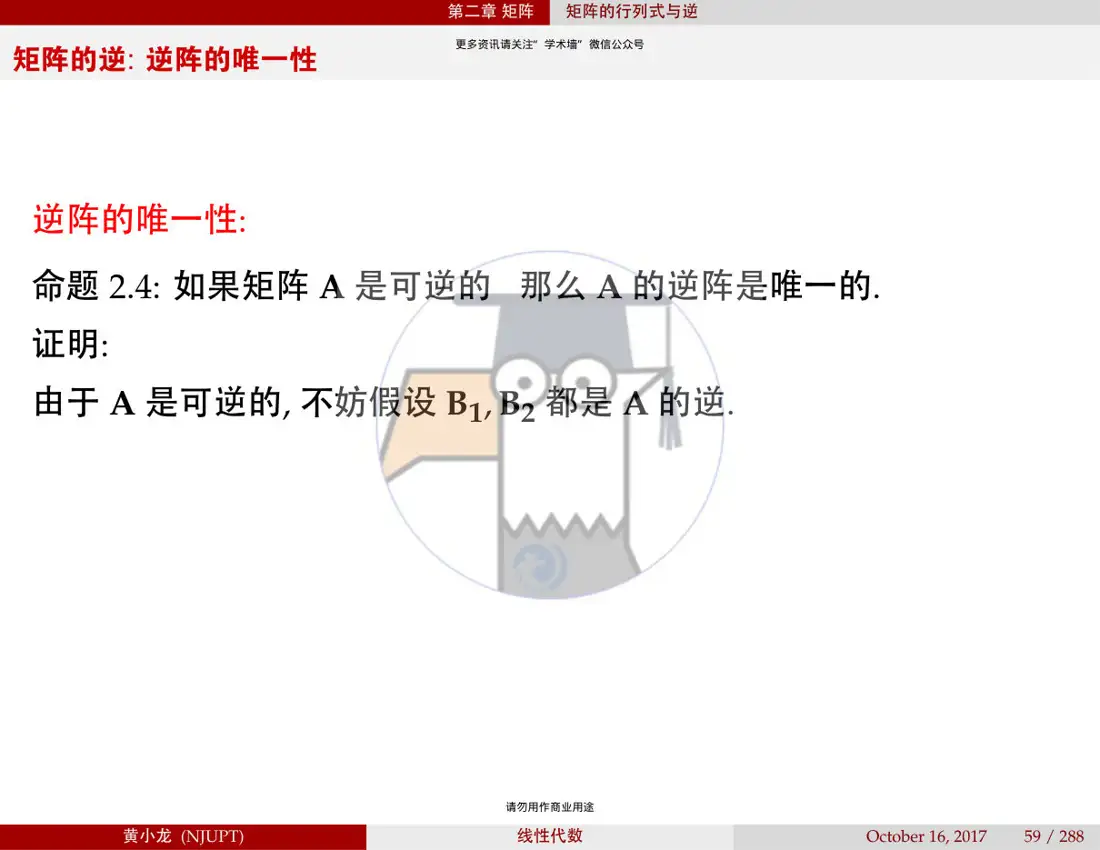 第二章 矩阵 矩阵的行列式与逆
更多资讯请关注“学术墙”微信公众号
矩阵的逆: 逆阵的唯一性
逆阵的唯一性:
命题 2.4: 如果矩阵 A 是可逆的 那么 A 的逆阵是唯一的.
证明:
由于 A 是可逆的, 不妨假设 B₁, B₂ 都是 A 的逆.
请勿用作商业用途
黄小龙 (NJUPT) 线性代数 October 16, 2017 59 / 288